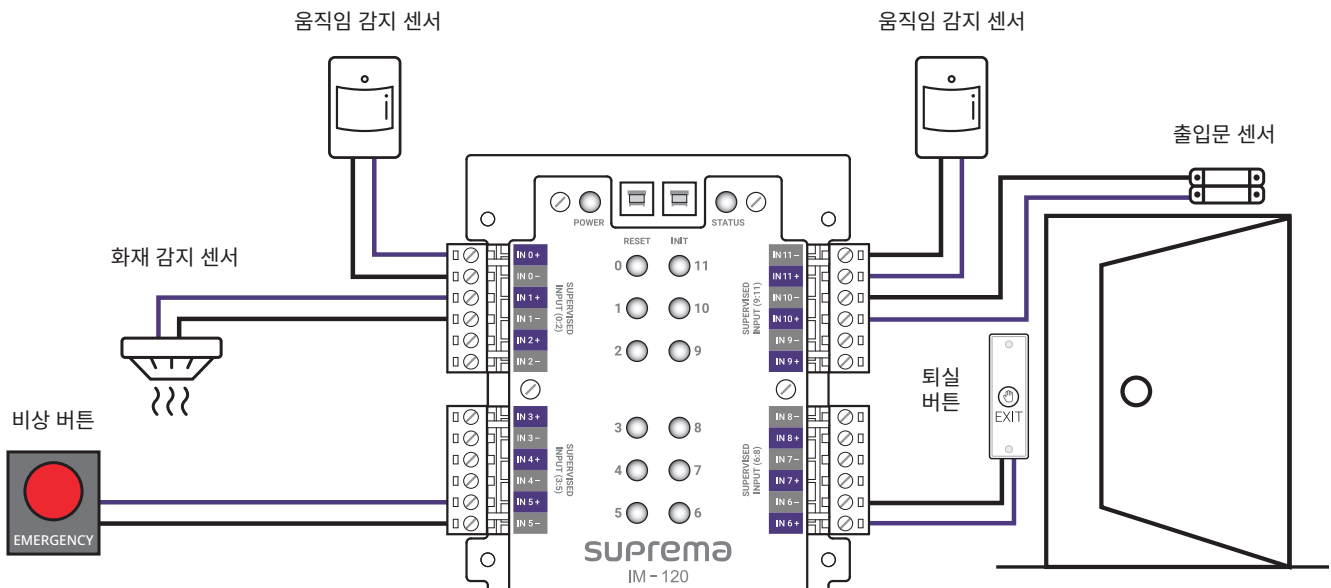 움직임 감지 센서
움직임 감지 센서
출입문 센서
화재 감지 센서
비상 버튼
EMERGENCY
퇴실
버튼
EXIT
POWER
STATUS
RESET
INIT
IN 0+
IN 0-
IN 1+
IN 1-
IN 2+
IN 2-
SUPERVISED
INPUT (0:2)
IN 3+
IN 3-
IN 4+
IN 4-
IN 5+
IN 5-
SUPERVISED
INPUT (3:5)
0
11
1
10
2
9
3
8
4
7
5
6
SUPERVISED
INPUT (9:11)
IN 11-
IN 11+
IN 10-
IN 10+
IN 9-
IN 9+
SUPERVISED
INPUT (6:8)
IN 8-
IN 8+
IN 7-
IN 7+
IN 6-
IN 6+
suprema
IM-120